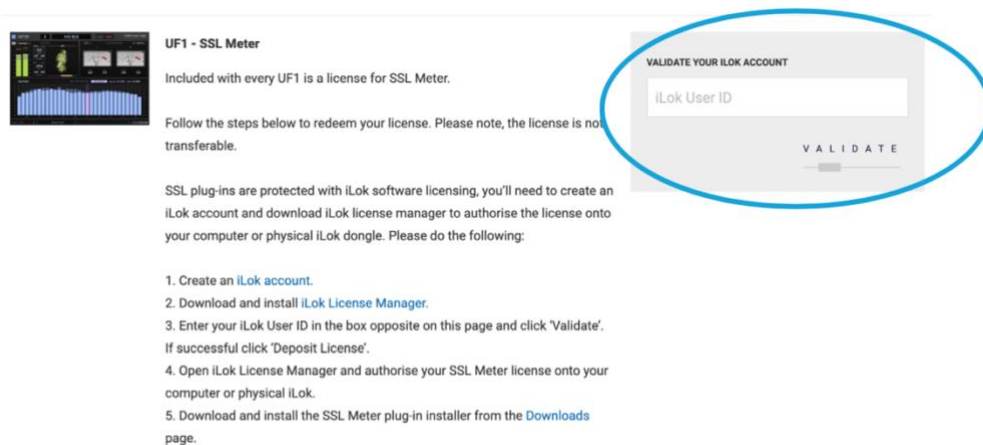 UF1 - SSL Meter
Included with every UF1 is a license for SSL Meter.
Follow the steps below to redeem your license. Please note, the license is not
transferable.
SSL plug-ins are protected with iLok software licensing, you'll need to create an
iLok account and download iLok license manager to authorise the license onto
your computer or physical iLok dongle. Please do the following:
1. Create an iLok account.
2. Download and install iLok License Manager.
3. Enter your iLok User ID in the box opposite on this page and click 'Validate'.
If successful click 'Deposit License'.
4. Open iLok License Manager and authorise your SSL Meter license onto your
computer or physical iLok.
5. Download and install the SSL Meter plug-in installer from the Downloads
page.
VALIDATE YOUR ILOK ACCOUNT
iLok User ID
VALIDATE